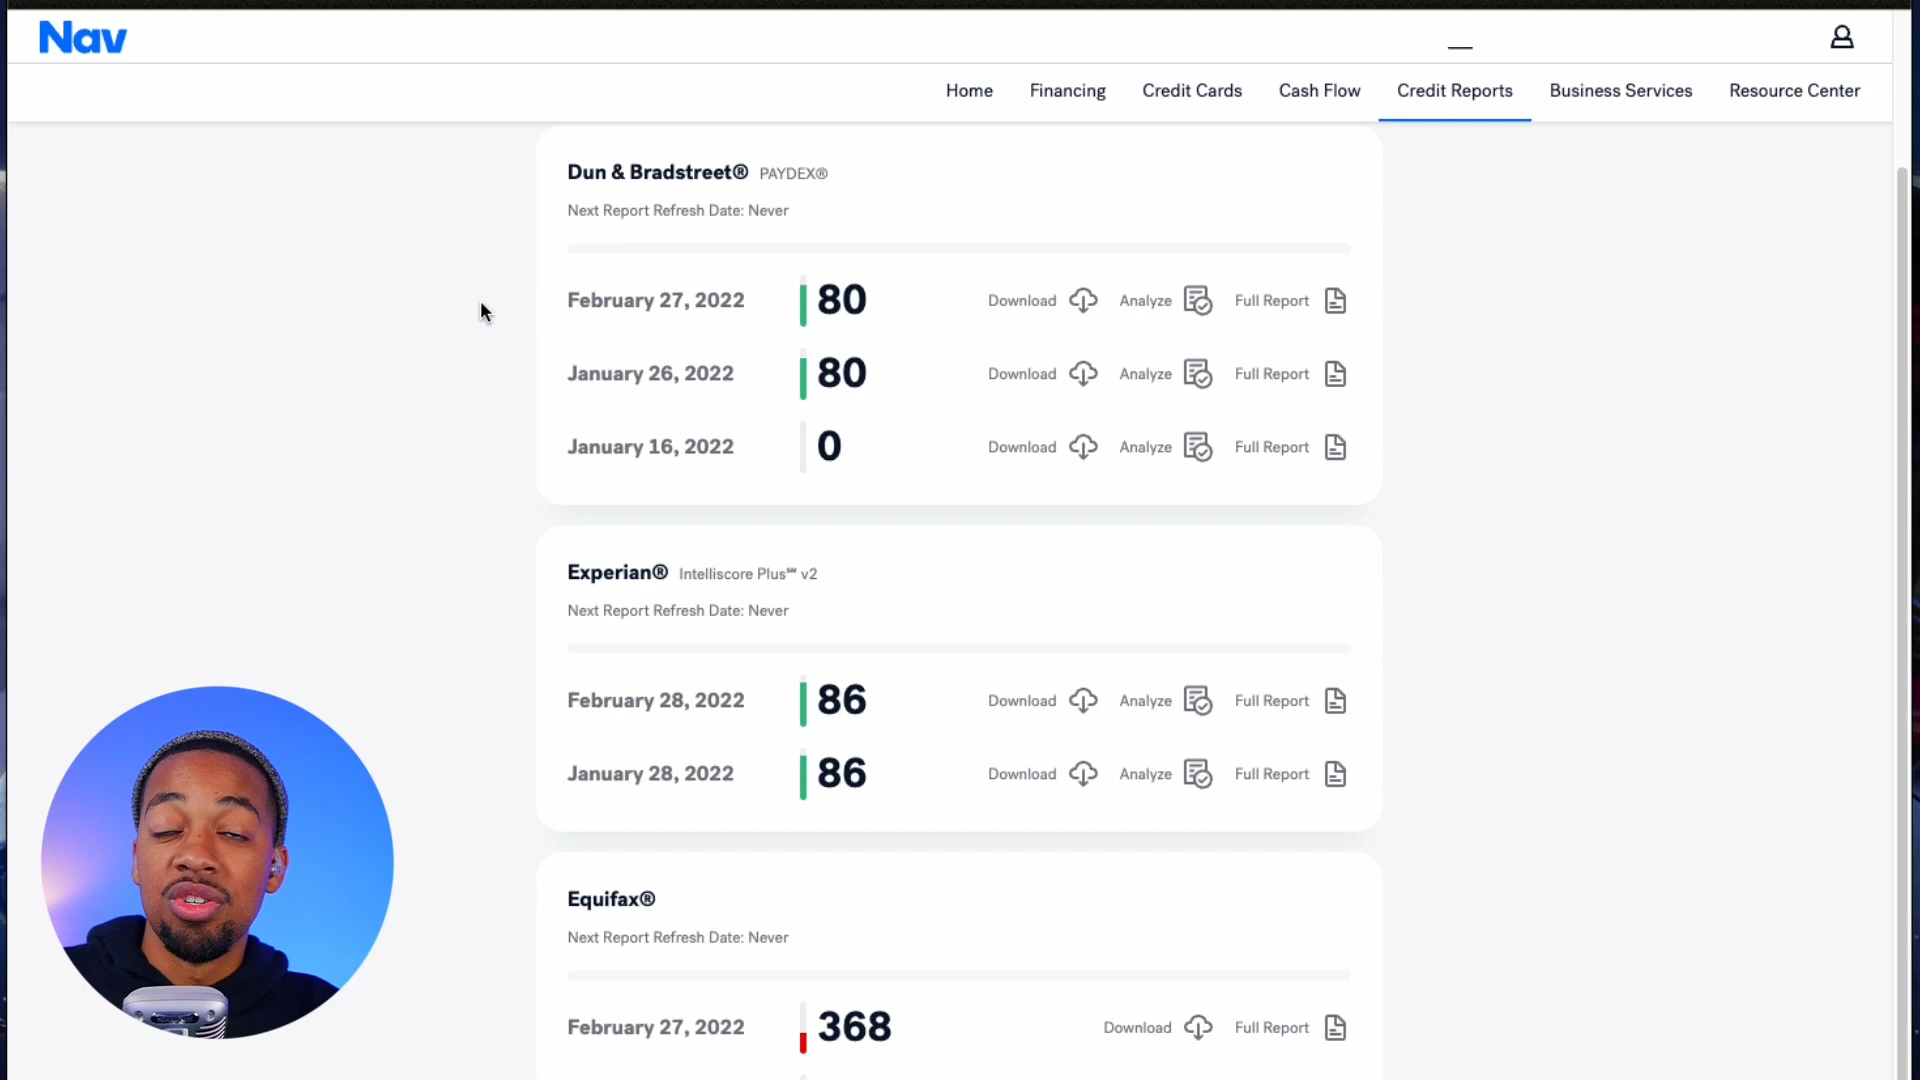 Nav
Home Financing Credit Cards Cash Flow Credit Reports Business Services Resource Center
Dun & Bradstreet® PAYDEX®
Next Report Refresh Date: Never
February 27, 2022 80 Download Analyze Full Report
January 26, 2022 80 Download Analyze Full Report
January 16, 2022 0 Download Analyze Full Report
Experian® Intelliscore Plus℠ v2
Next Report Refresh Date: Never
February 28, 2022 86 Download Analyze Full Report
January 28, 2022 86 Download Analyze Full Report
Equifax®
Next Report Refresh Date: Never
February 27, 2022 368 Download Full Report